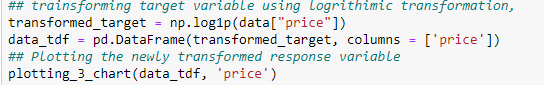 ## trainsforming target variable using Logrithimic transformation,
transformed_target = np.log1p(data["price"])
data_tdf = pd.DataFrame(transformed_target, columns = ['price'])
## Plotting the newly transformed response variable
plotting_3_chart(data_tdf, 'price')